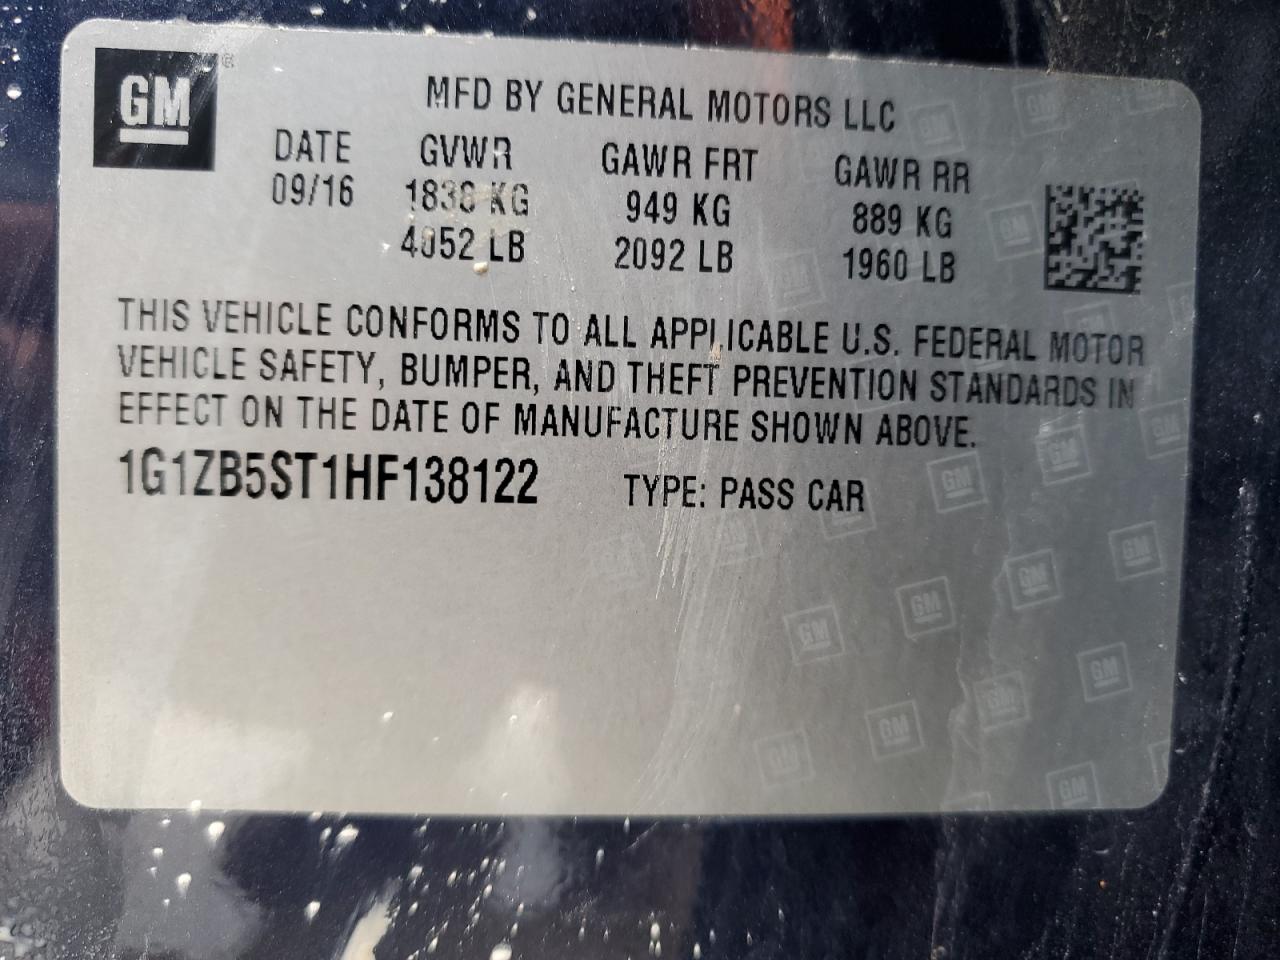 GM®
MFD BY GENERAL MOTORS LLC
DATE GVWR GAWR FRT GAWR RR
09/16 1838 KG 949 KG 889 KG
4052 LB 2092 LB 1960 LB
THIS VEHICLE CONFORMS TO ALL APPLICABLE U.S. FEDERAL MOTOR
VEHICLE SAFETY, BUMPER, AND THEFT PREVENTION STANDARDS IN
EFFECT ON THE DATE OF MANUFACTURE SHOWN ABOVE.
1G1ZB5ST1HF138122 TYPE: PASS CAR